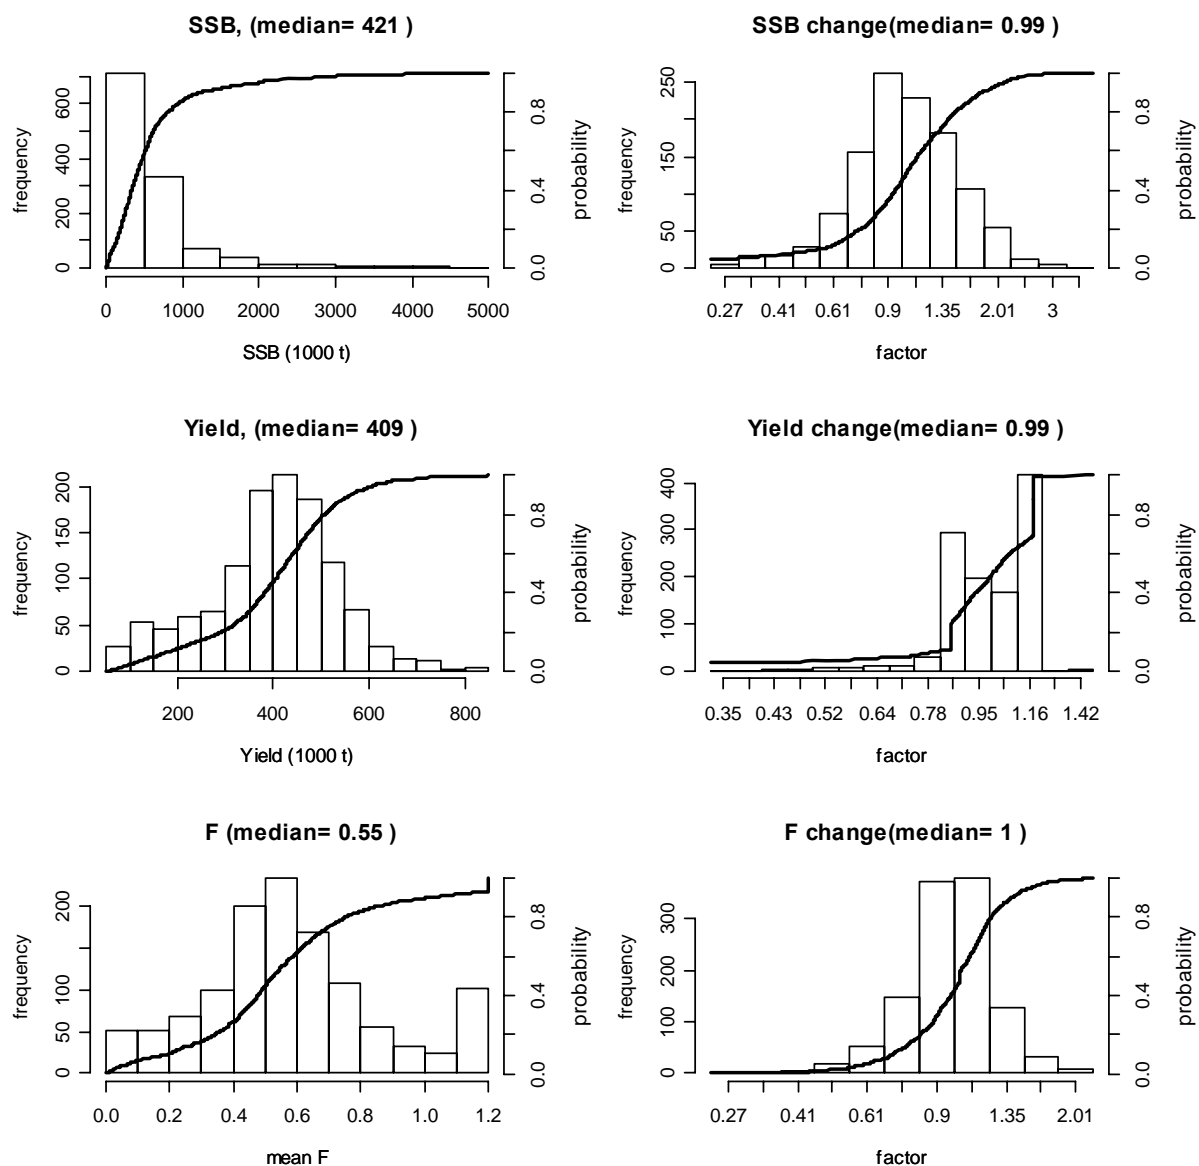 SSB, (median= 421 )
frequency
0 200 400 600
0.0 0.4 0.8
probability
0 1000 2000 3000 4000 5000
SSB (1000 t)
SSB change(median= 0.99 )
frequency
0 50 150 250
0.0 0.4 0.8
probability
0.27 0.41 0.61 0.9 1.35 2.01 3
factor
Yield, (median= 409 )
frequency
0 50 100 150 200
0.0 0.4 0.8
probability
200 400 600 800
Yield (1000 t)
Yield change(median= 0.99 )
frequency
0 100 200 300 400
0.0 0.4 0.8
probability
0.35 0.43 0.52 0.64 0.78 0.95 1.16 1.42
factor
F (median= 0.55 )
frequency
0 50 100 200
0.0 0.4 0.8
probability
0.0 0.2 0.4 0.6 0.8 1.0 1.2
mean F
F change(median= 1 )
frequency
0 100 200 300
0.0 0.4 0.8
probability
0.27 0.41 0.61 0.9 1.35 2.01
factor